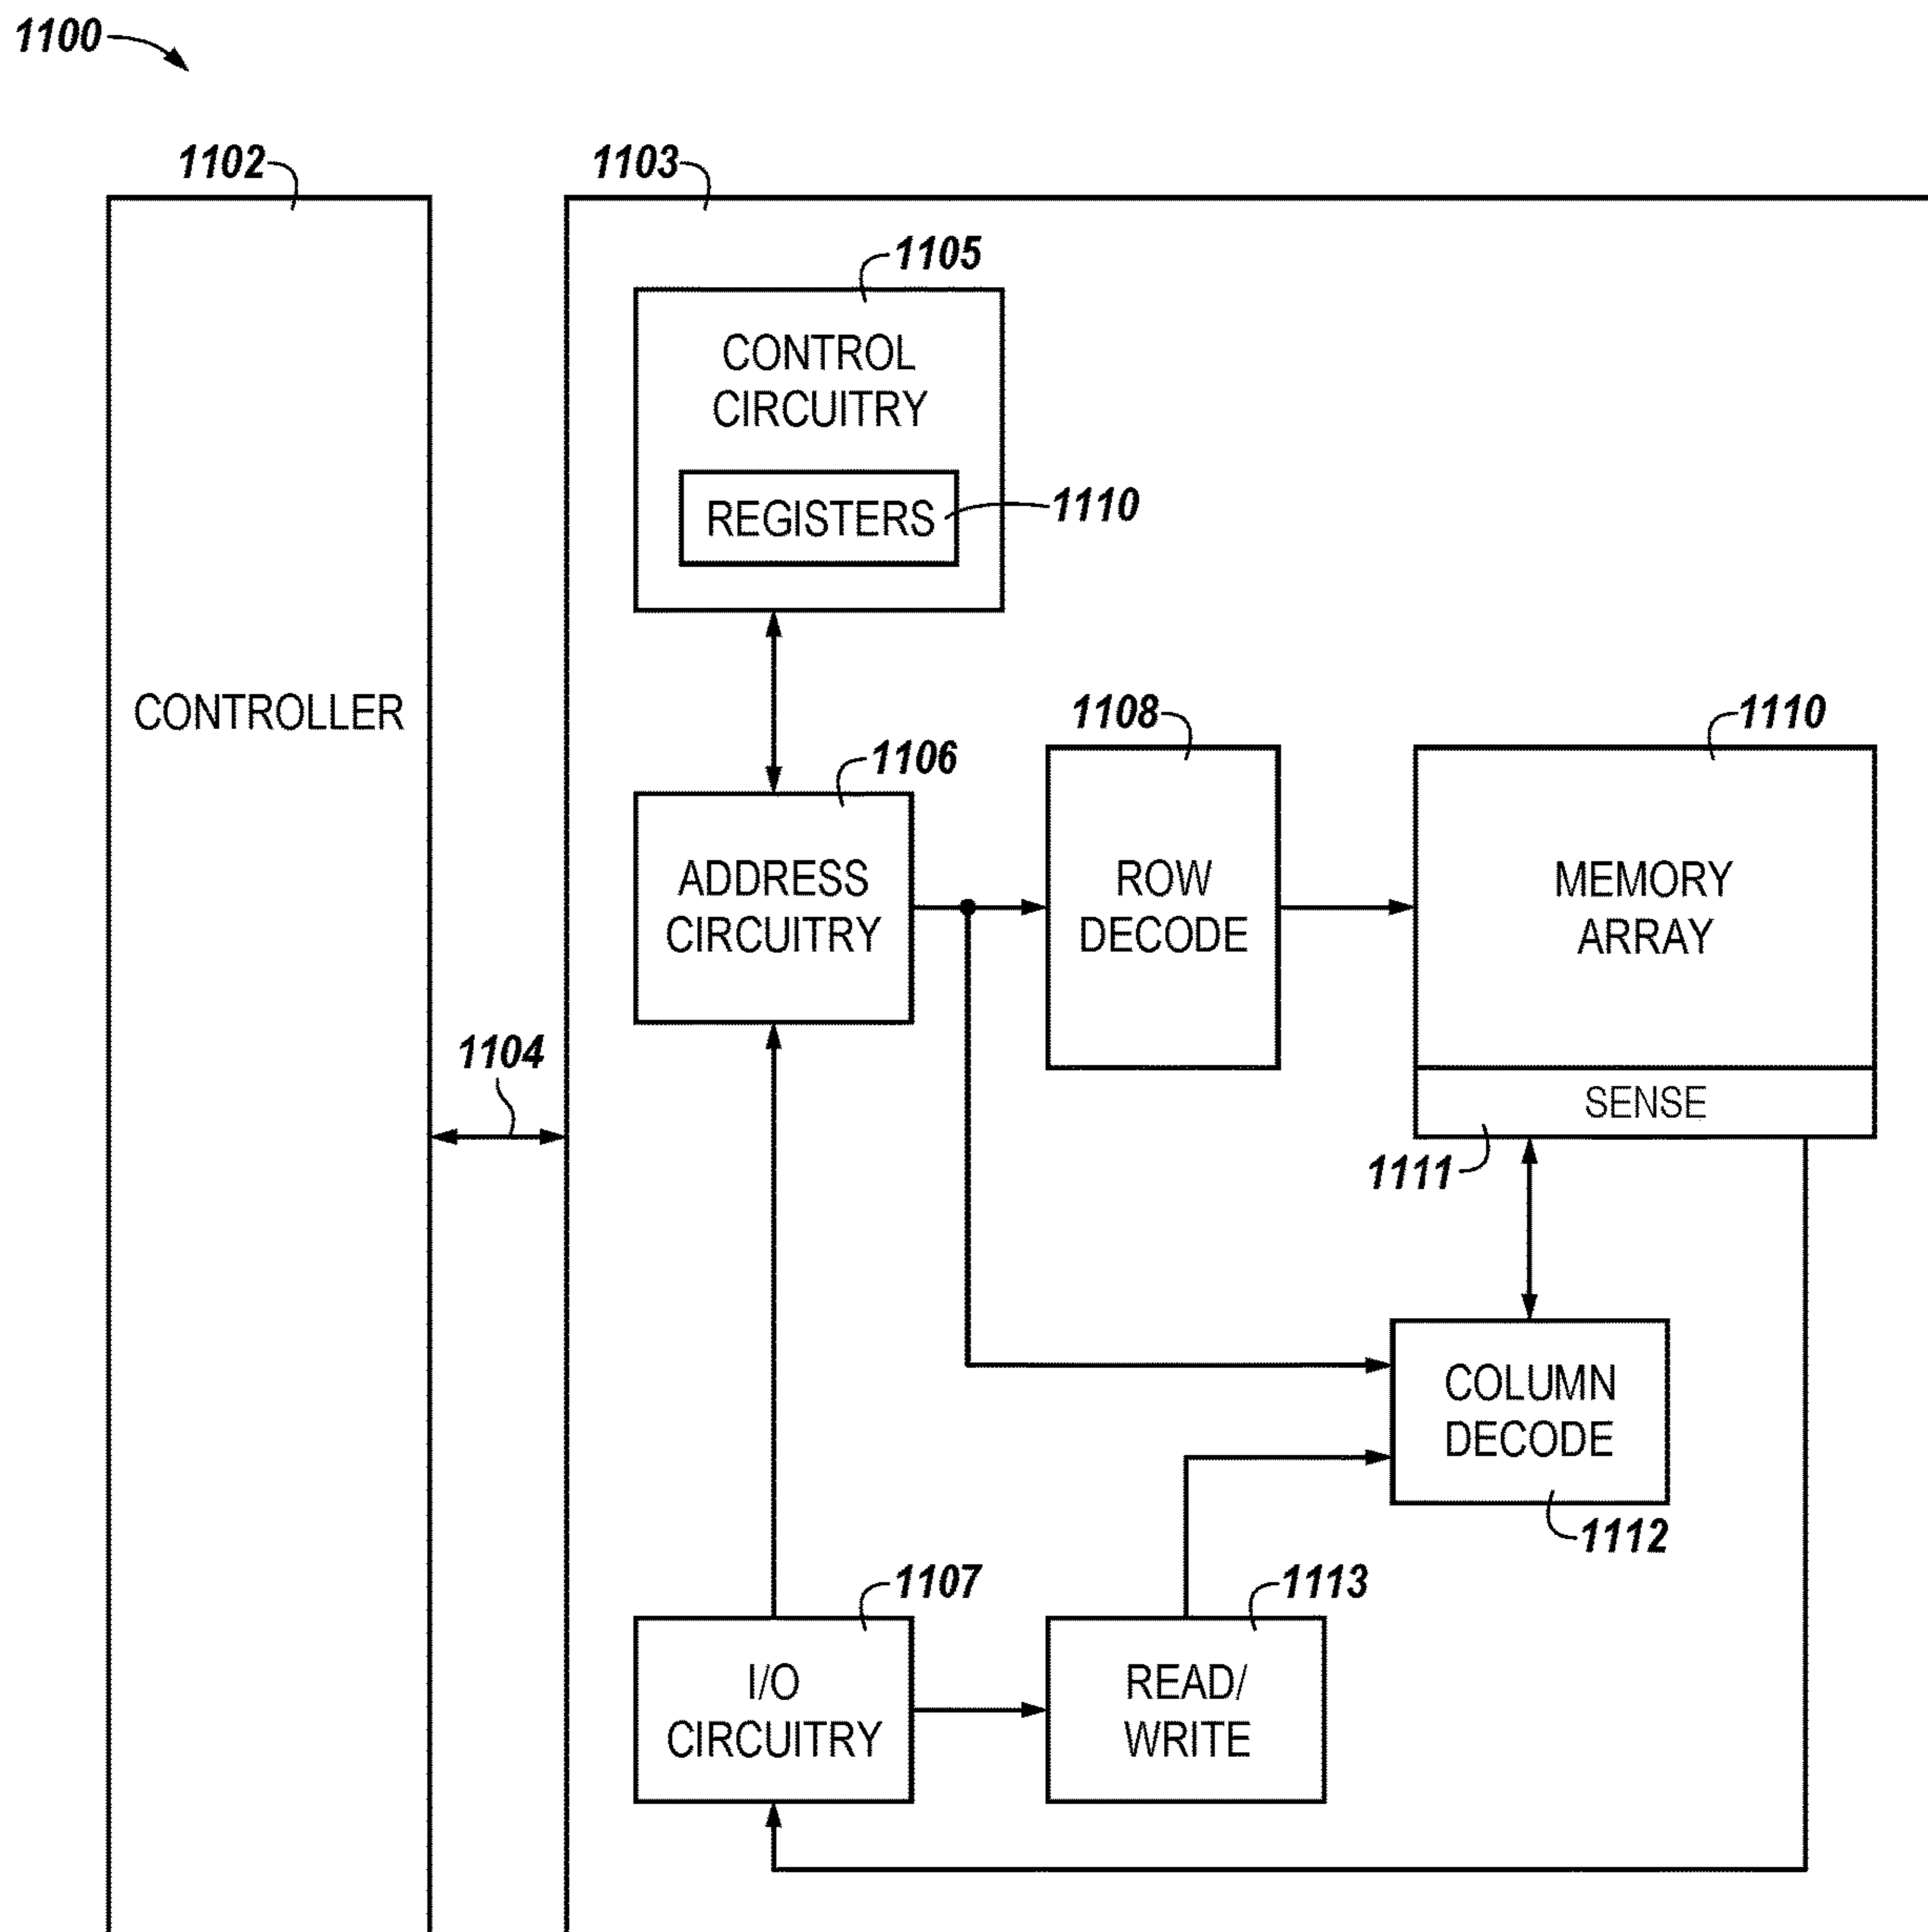 1100
1102
1103
1105
CONTROL
CIRCUITRY
REGISTERS
1110
CONTROLLER
1108
1110
1106
ADDRESS
CIRCUITRY
ROW
DECODE
MEMORY
ARRAY
1104
SENSE
1111
COLUMN
DECODE
1112
1107
1113
I/O
CIRCUITRY
READ/
WRITE